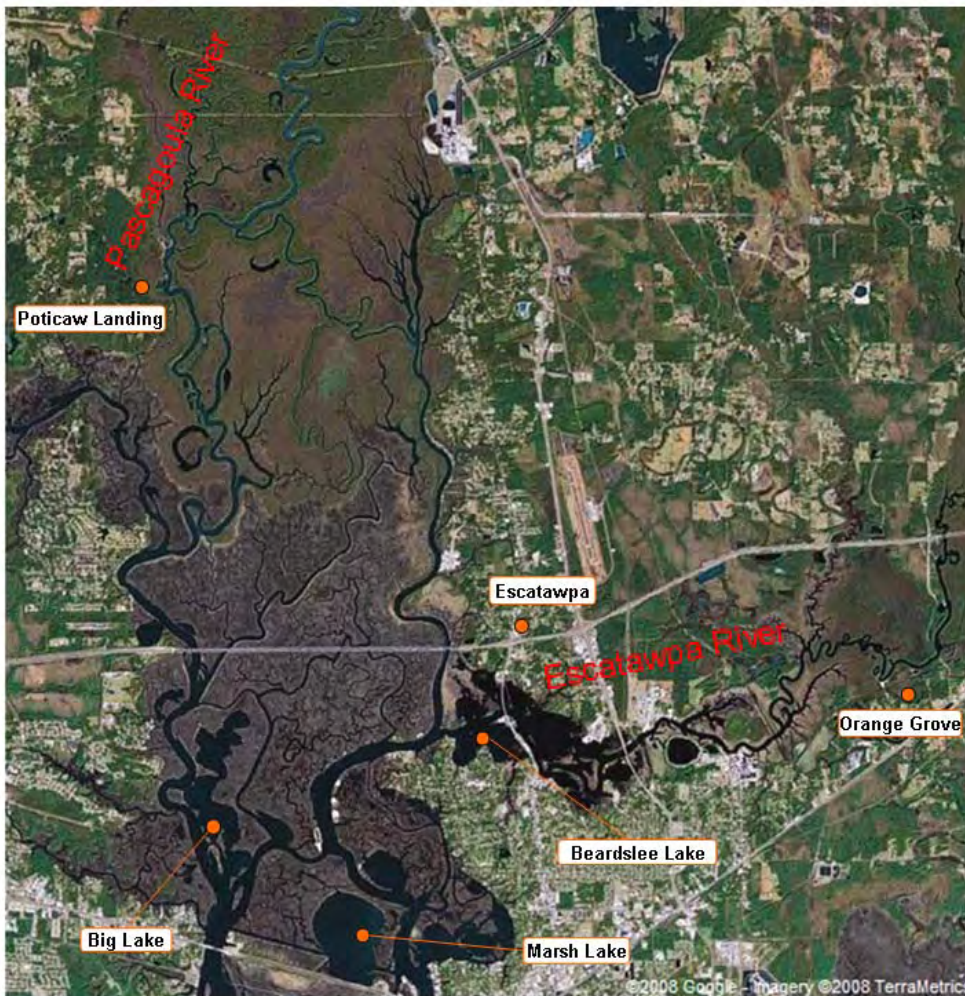 Pascagoula River
Poticaw Landing
Escatawpa
Escatawpa River
Orange Grove
Beardslee Lake
Big Lake
Marsh Lake
©2008 Google - Imagery ©2008 TerraMetric